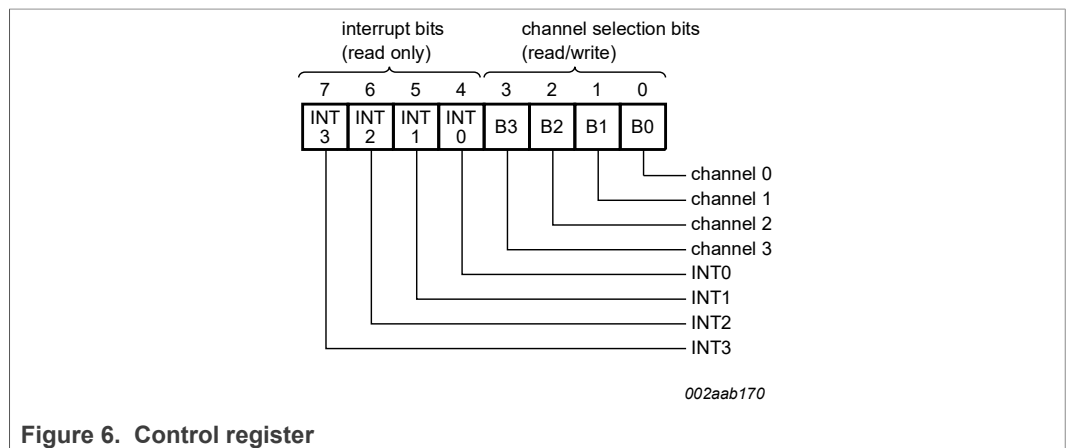 interrupt bits
(read only)
channel selection bits
(read/write)
7 6 5 4 3 2 1 0
INT 3 INT 2 INT 1 INT 0 B3 B2 B1 B0
channel 0
channel 1
channel 2
channel 3
INT0
INT1
INT2
INT3
002aab170
Figure 6. Control register